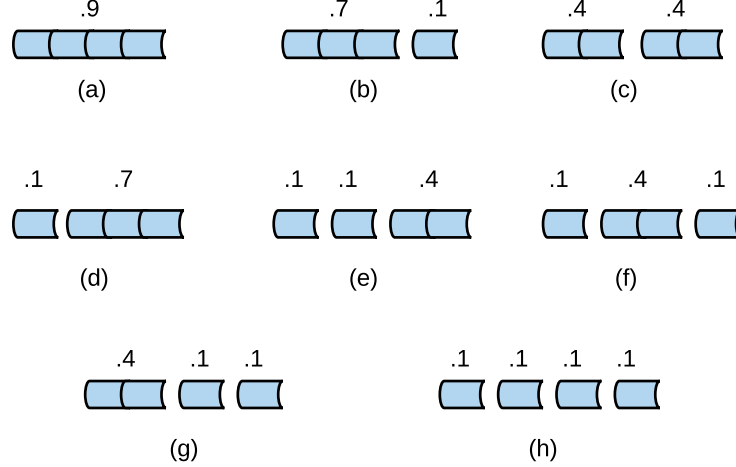 .9 .7 .1 .4 .4
(a) (b) (c)
.1 .7 .1 .1 .4 .1 .4 .1
(d) (e) (f)
.4 .1 .1 .1 .1 .1 .1
(g) (h)